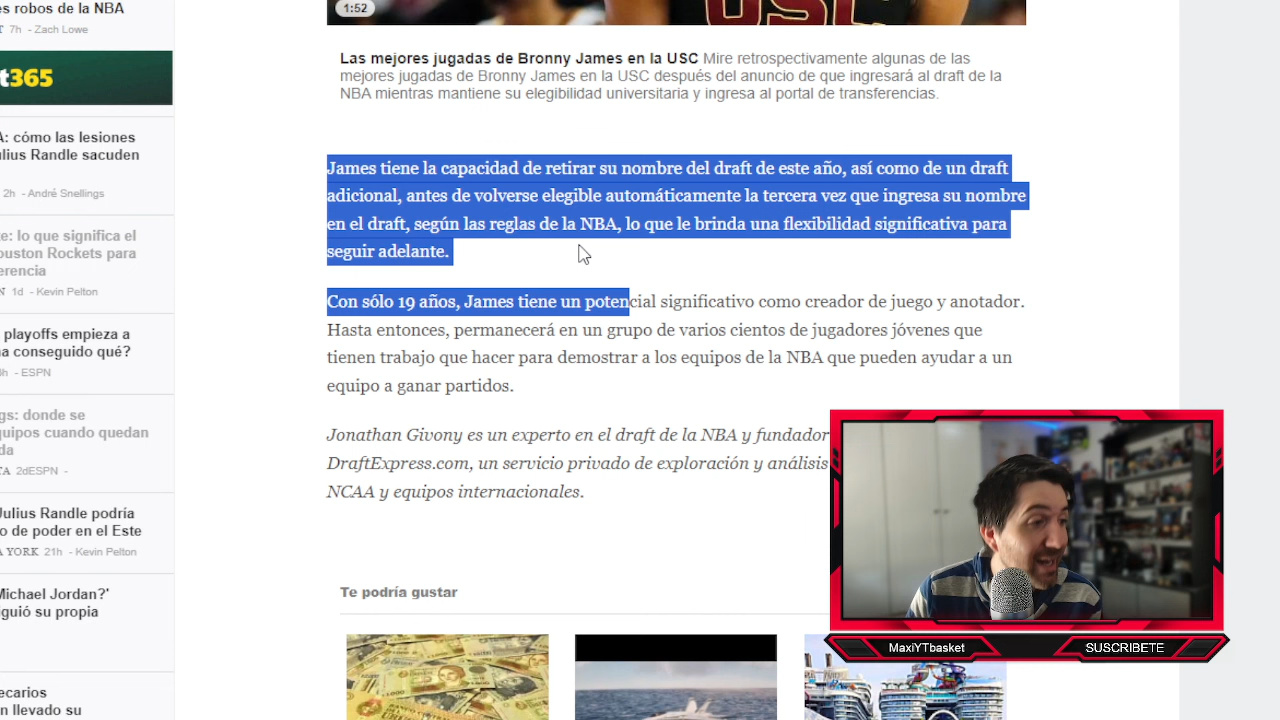 es robos de la NBA
7h - Zach Lowe
t365
A: cómo las lesiones
ulius Randle sacuden
2h - André Snellings
te: lo que significa el
ouston Rockets para
erencia
N 1d - Kevin Pelton
playoffs empieza a
a conseguido qué?
h - ESPN
gs: donde se
quipos cuando quedan
da
TA 2dESPN -
Julius Randle podría
o de poder en el Este
A YORK 21h - Kevin Pelton
Michael Jordan?'
iguió su propia
ecarios
n llevado su
1:52
USC
Las mejores jugadas de Bronny James en la USC Mire retrospectivamente algunas de las
mejores jugadas de Bronny James en la USC después del anuncio de que ingresará al draft de la
NBA mientras mantiene su elegibilidad universitaria y ingresa al portal de transferencias.
James tiene la capacidad de retirar su nombre del draft de este año, así como de un draft
adicional, antes de volverse elegible automáticamente la tercera vez que ingresa su nombre
en el draft, según las reglas de la NBA, lo que le brinda una flexibilidad significativa para
seguir adelante.
Con sólo 19 años, James tiene un potencial significativo como creador de juego y anotador.
Hasta entonces, permanecerá en un grupo de varios cientos de jugadores jóvenes que
tienen trabajo que hacer para demostrar a los equipos de la NBA que pueden ayudar a un
equipo a ganar partidos.
Jonathan Givony es un experto en el draft de la NBA y fundador
DraftExpress.com, un servicio privado de exploración y análisis
NCAA y equipos internacionales.
Te podría gustar
MaxiYTbasket
SUSCRIBETE